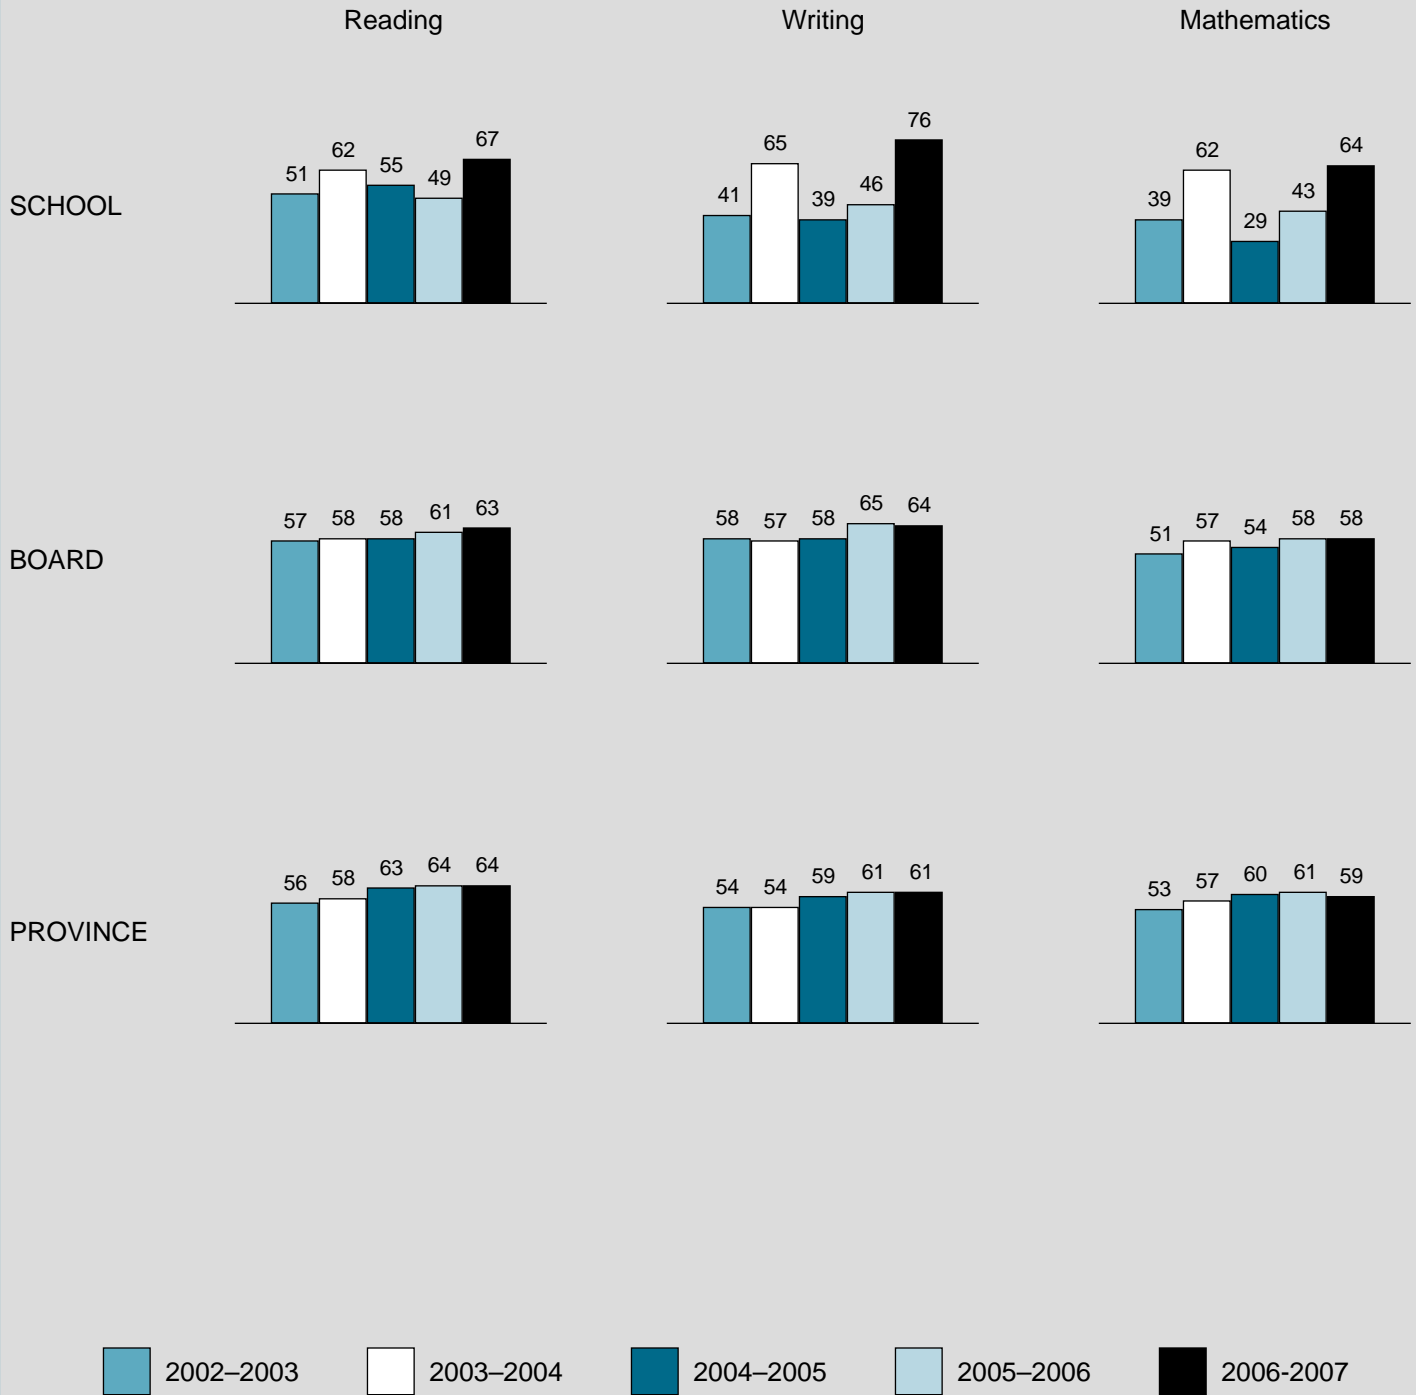 Reading Writing Mathematics
SCHOOL
51 62 55 49 67
41 65 39 46 76
39 62 29 43 64
BOARD
57 58 58 61 63
58 57 58 65 64
51 57 54 58 58
PROVINCE
56 58 63 64 64
54 54 59 61 61
53 57 60 61 59
2002–2003 2003–2004 2004–2005 2005–2006 2006-2007